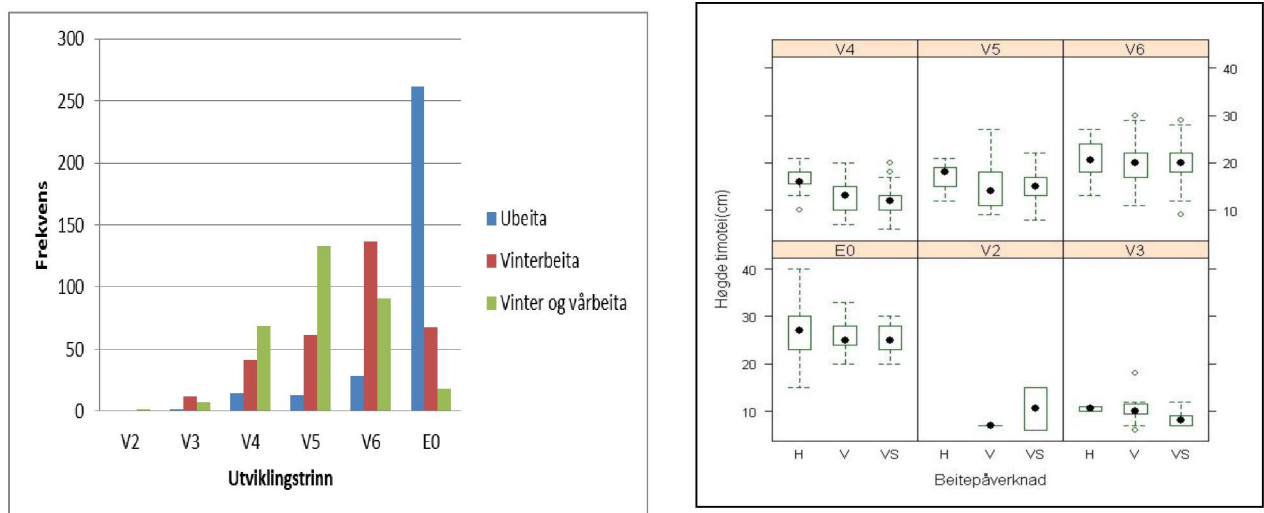 300
250
200
150
100
50
0
Frekvens
V2 V3 V4 V5 V6 E0
Utviklingstrinn
Ubeita
Vinterbeita
Vinter og vårbeita
V4 V5 V6
40
30
20
10
E0 V2 V3
40
30
20
10
Høgde timotei(cm)
H V VS H V VS H V VS
Beitepåverknad